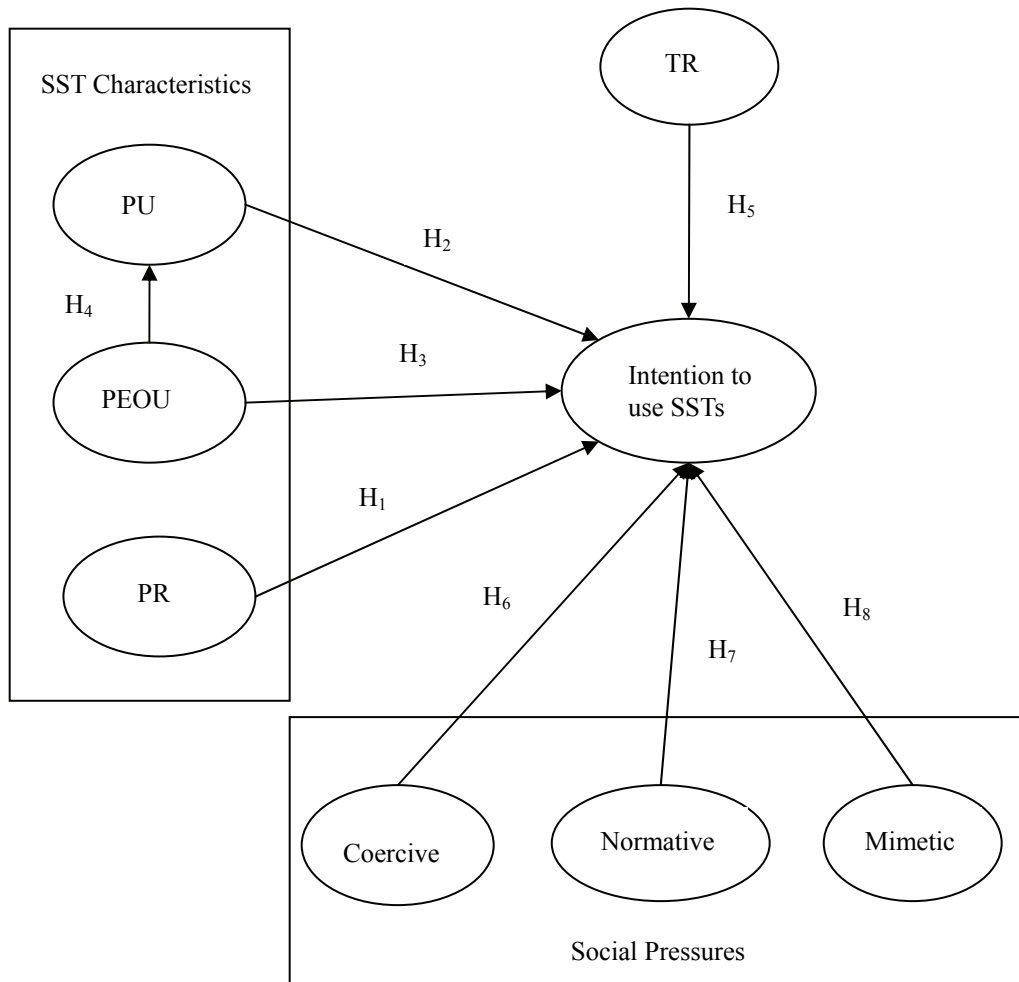 TR
SST Characteristics
PU
H₅
H₂
H₄
H₃
Intention to
use SSTs
PEOU
H₁
PR
H₆
H₈
H₇
Coercive
Normative
Mimetic
Social Pressures